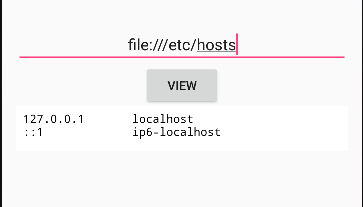 file:///etc/hosts
VIEW
127.0.0.1       localhost
::1             ip6-localhost